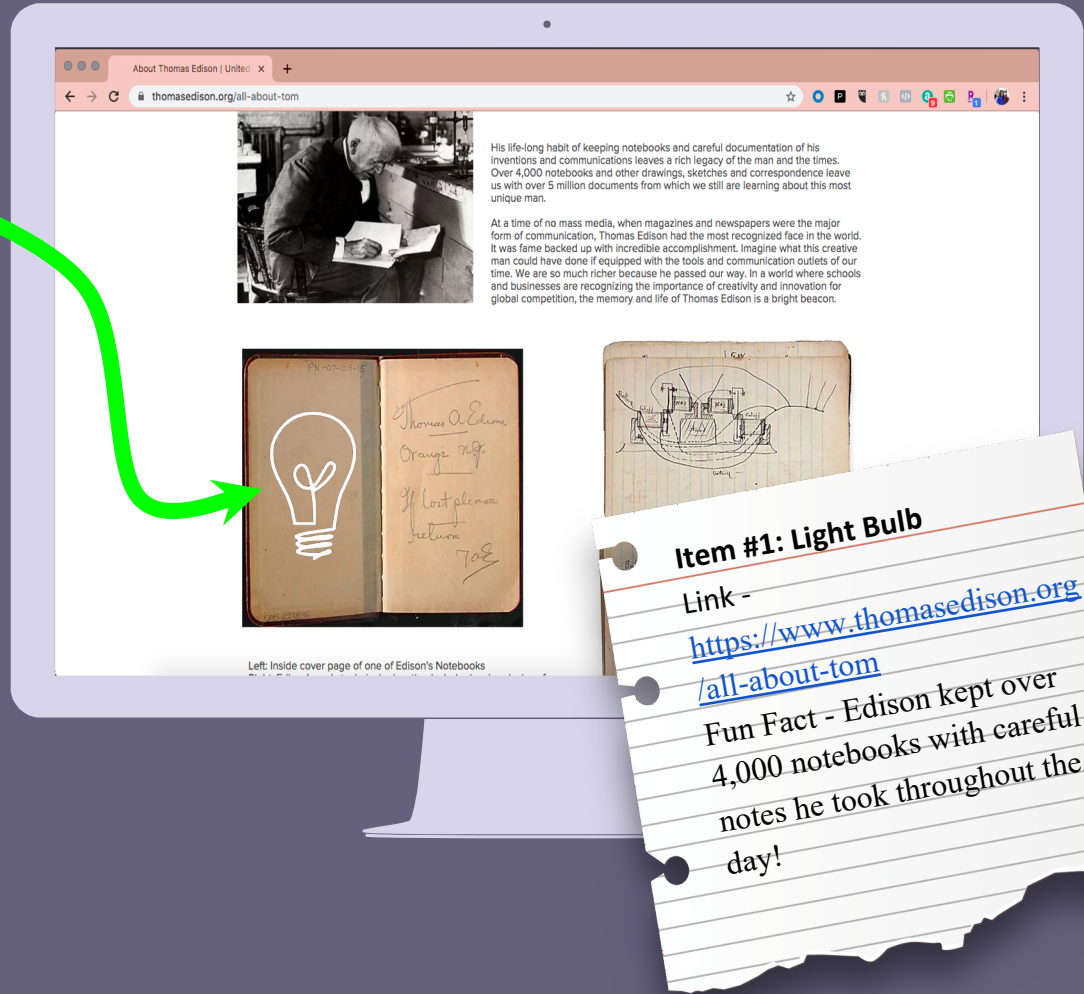 About Thomas Edison | United
thomasedison.org/all-about-tom
His life-long habit of keeping notebooks and careful documentation of his
inventions and communications leaves a rich legacy of the man and the times.
Over 4,000 notebooks and other drawings, sketches and correspondence leave
us with over 5 million documents from which we still are learning about this most
unique man.
At a time of no mass media, when magazines and newspapers were the major
form of communication, Thomas Edison had the most recognized face in the world.
It was fame backed up with incredible accomplishment. Imagine what this creative
man could have done if equipped with the tools and communication outlets of our
time. We are so much richer because he passed our way. In a world where schools
and businesses are recognizing the importance of creativity and innovation for
global competition, the memory and life of Thomas Edison is a bright beacon.
PN-07-09-15
Thomas A Edison
Orange N.J.
If lost please
return
TAE
Left: Inside cover page of one of Edison's Notebooks
Item #1: Light Bulb
Link -
https://www.thomasedison.org
/all-about-tom
Fun Fact - Edison kept over
4,000 notebooks with careful
notes he took throughout the
day!